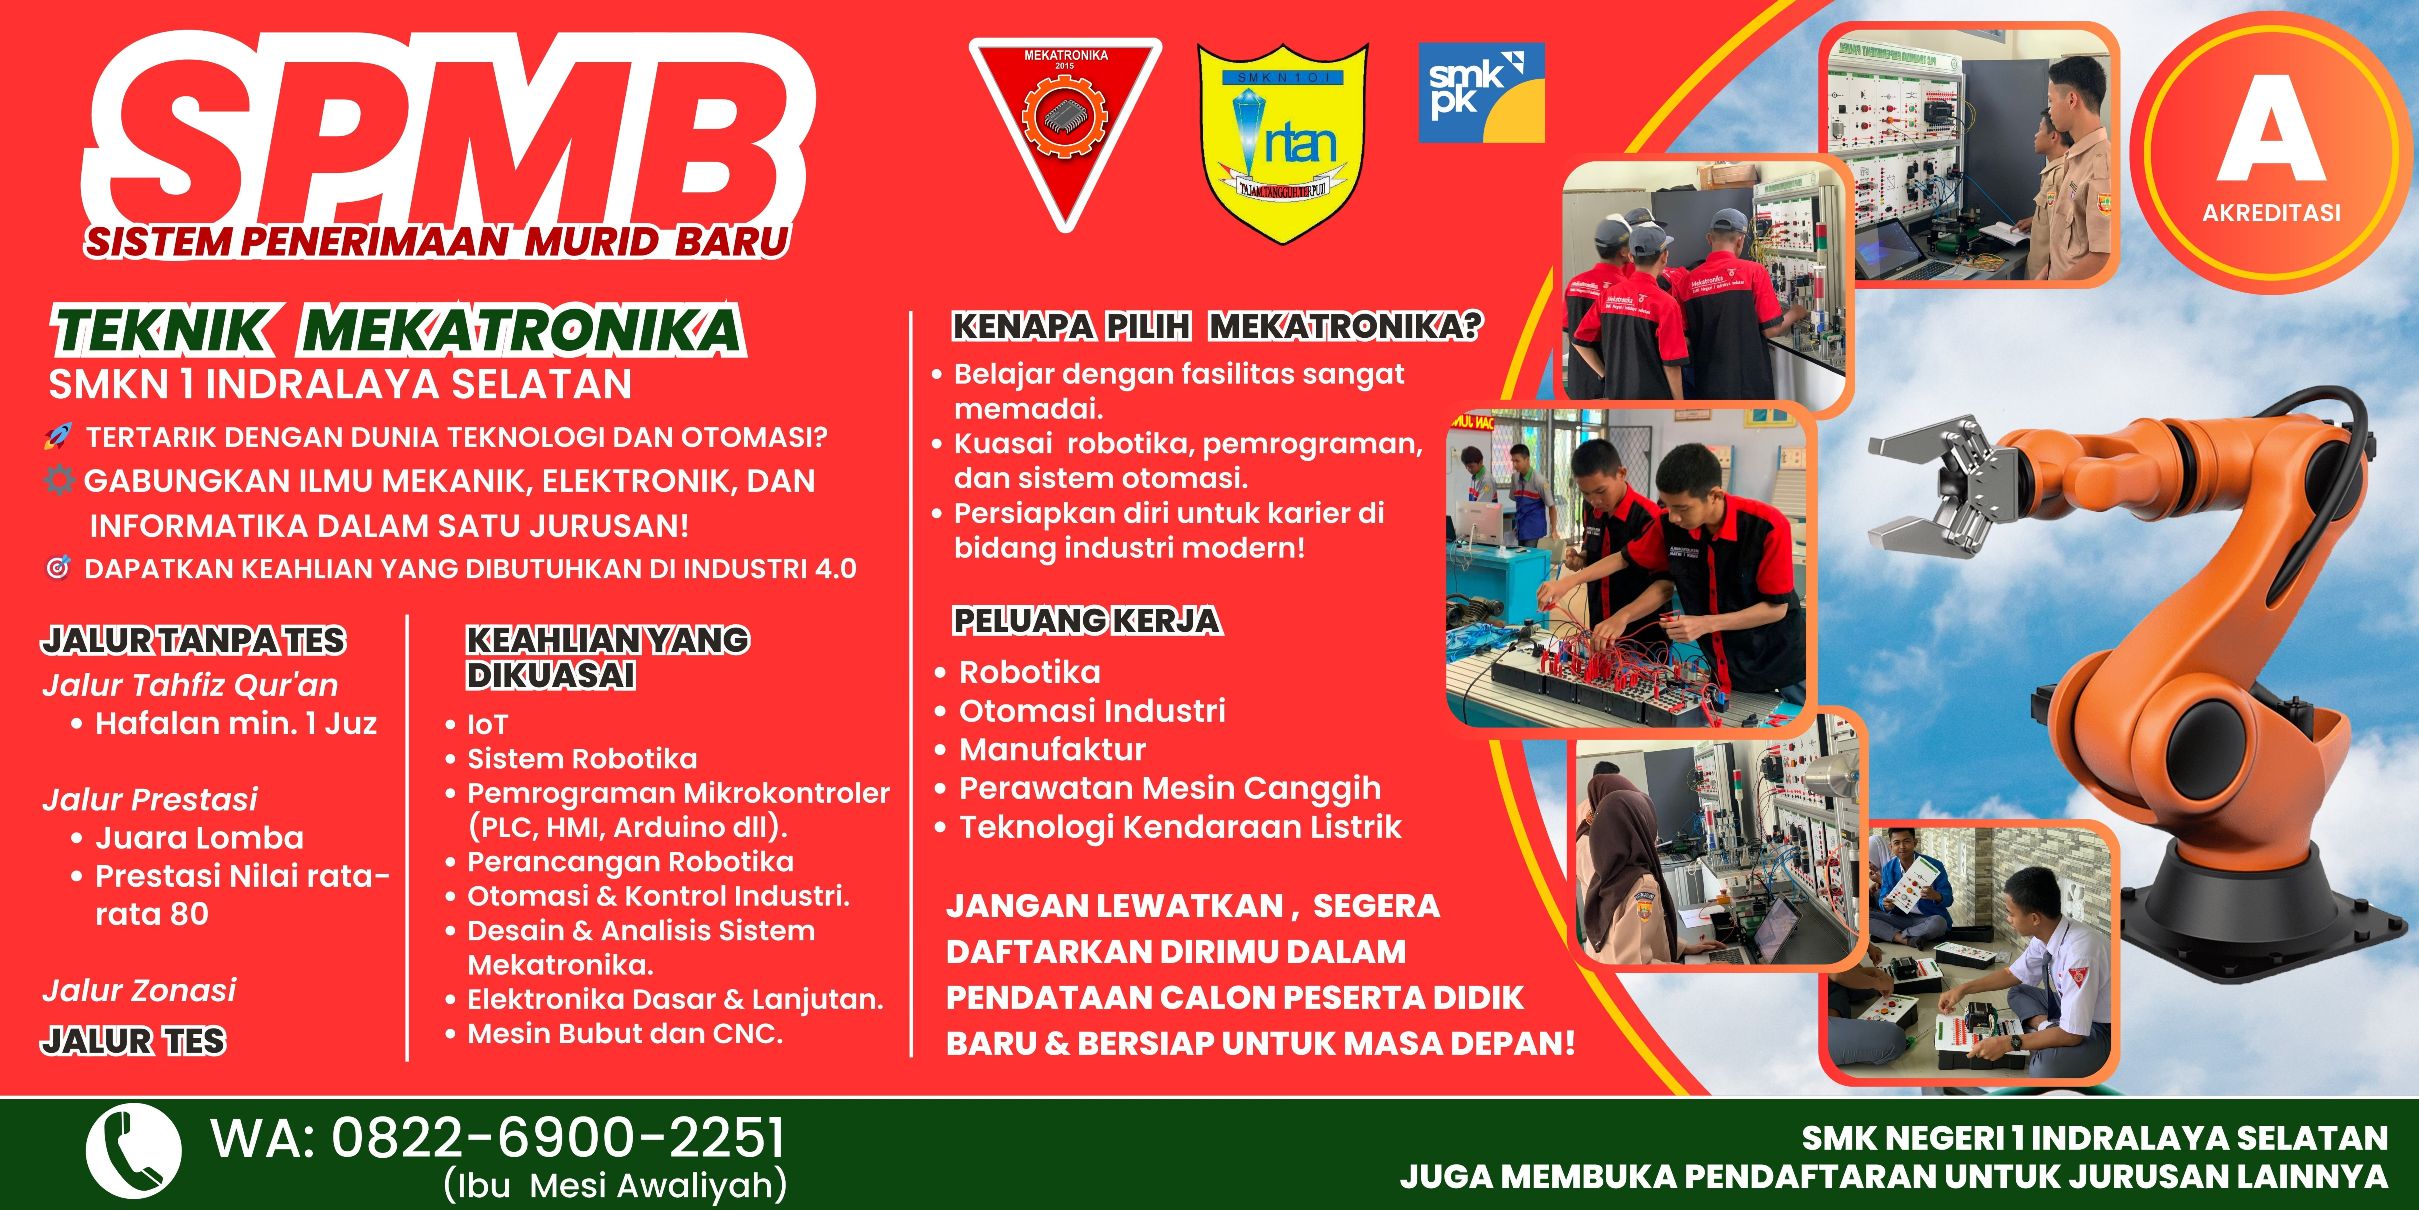 SPMB
SISTEM PENERIMAAN MURID BARU
TEKNIK MEKATRONIKA
SMKN 1 INDRALAYA SELATAN
TERTARIK DENGAN DUNIA TEKNOLOGI DAN OTOMASI?
GABUNGKAN ILMU MEKANIK, ELEKTRONIK, DAN
INFORMATIKA DALAM SATU JURUSAN!
DAPATKAN KEAHLIAN YANG DIBUTUHKAN DI INDUSTRI 4.0
JALUR TANPA TES
Jalur Tahfiz Qur'an
• Hafalan min. 1 Juz
Jalur Prestasi
• Juara Lomba
• Prestasi Nilai rata-
rata 80
Jalur Zonasi
JALUR TES
KEAHLIAN YANG
DIKUASAI
• IoT
• Sistem Robotika
• Pemrograman Mikrokontroler
(PLC, HMI, Arduino dll).
• Perancangan Robotika
• Otomasi & Kontrol Industri.
• Desain & Analisis Sistem
Mekatronika.
• Elektronika Dasar & Lanjutan.
• Mesin Bubut dan CNC.
MEKATRONIKA
2015
SMK N 1 O I
intan
TAJAM TANGGUH TERPUJI
smk
pk
KENAPA PILIH MEKATRONIKA?
• Belajar dengan fasilitas sangat
memadai.
• Kuasai robotika, pemrograman,
dan sistem otomasi.
• Persiapkan diri untuk karier di
bidang industri modern!
PELUANG KERJA
• Robotika
• Otomasi Industri
• Manufaktur
• Perawatan Mesin Canggih
• Teknologi Kendaraan Listrik
JANGAN LEWATKAN , SEGERA
DAFTARKAN DIRIMU DALAM
PENDATAAN CALON PESERTA DIDIK
BARU & BERSIAP UNTUK MASA DEPAN!
A
AKREDITASI
Mekatronika
WA: 0822-6900-2251
(Ibu Mesi Awaliyah)
SMK NEGERI 1 INDRALAYA SELATAN
JUGA MEMBUKA PENDAFTARAN UNTUK JURUSAN LAINNYA